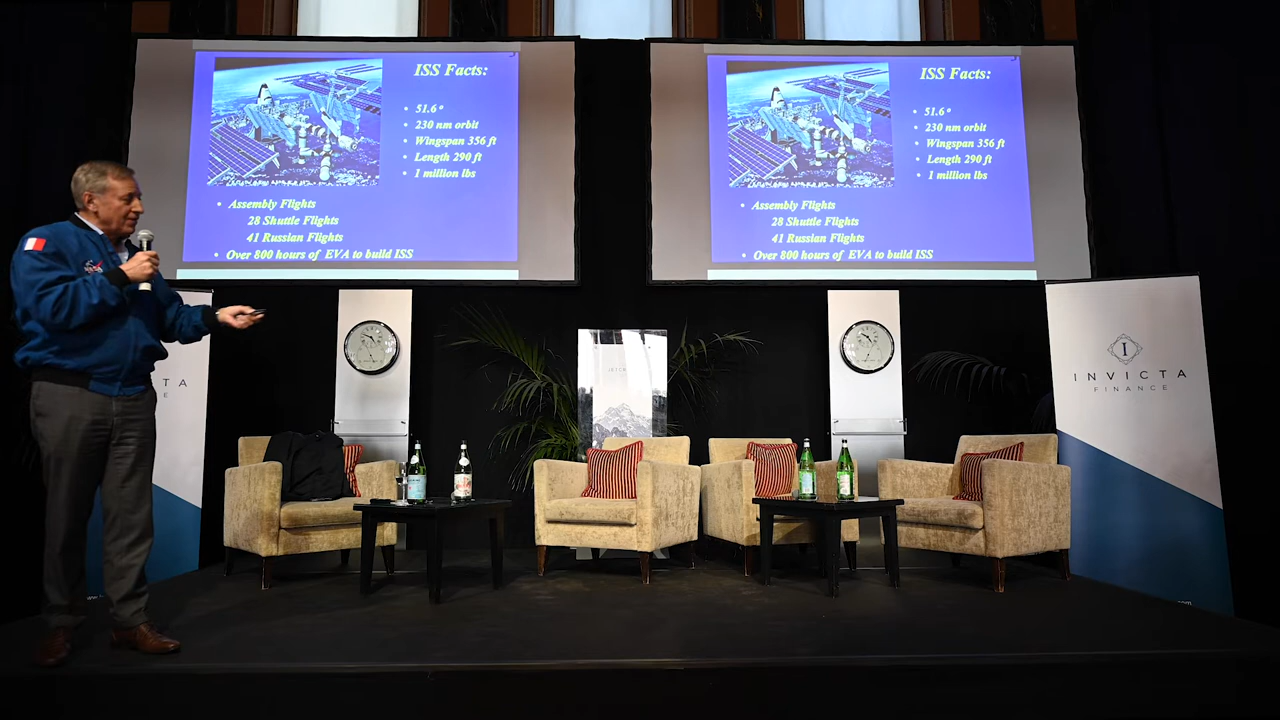 ISS Facts:
• 51.6°
• 230 nm orbit
• Wingspan 356 ft
• Length 290 ft
• 1 million lbs
• Assembly Flights
28 Shuttle Flights
41 Russian Flights
• Over 800 hours of EVA to build ISS
ISS Facts:
• 51.6°
• 230 nm orbit
• Wingspan 356 ft
• Length 290 ft
• 1 million lbs
• Assembly Flights
28 Shuttle Flights
41 Russian Flights
• Over 800 hours of EVA to build ISS
NASA
CTA
E
I
INVICTA
FINANCE